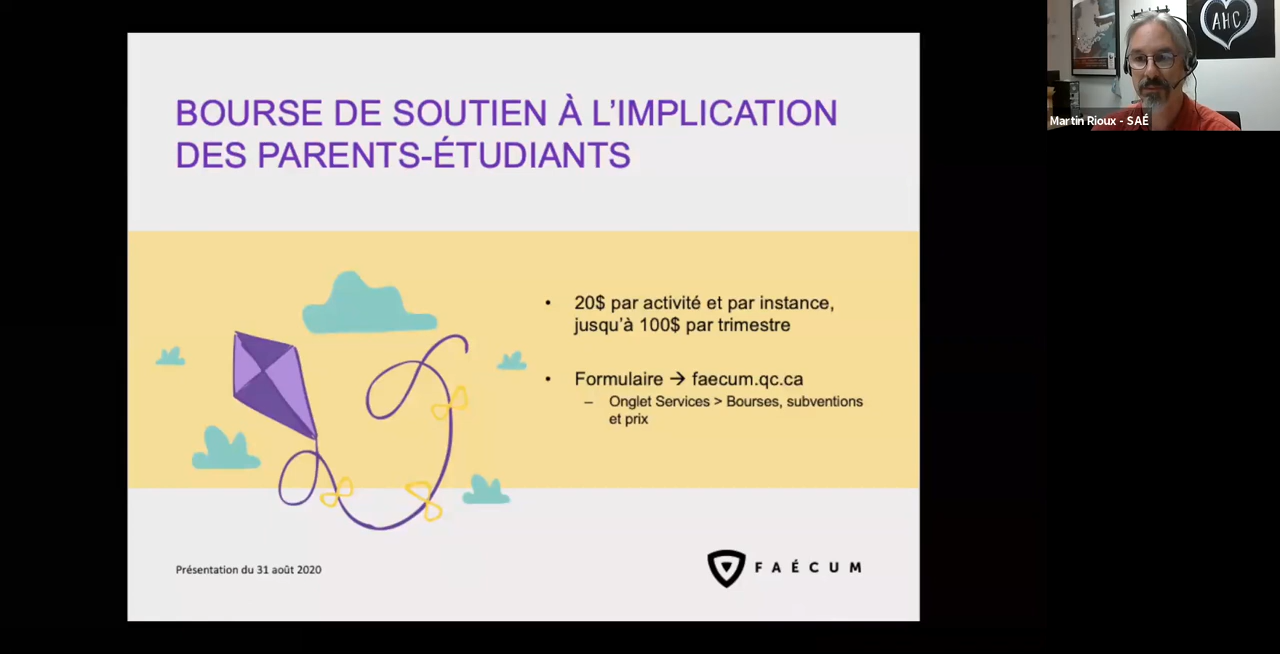 BOURSE DE SOUTIEN À L'IMPLICATION
DES PARENTS-ÉTUDIANTS
• 20$ par activité et par instance,
jusqu'à 100$ par trimestre
• Formulaire → faecum.qc.ca
– Onglet Services > Bourses, subventions
et prix
Présentation du 31 août 2020
FAÉCUM
AHC
Martin Rioux - SAÉ